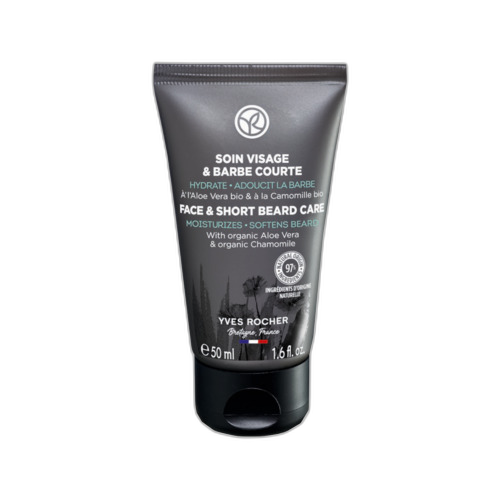 SOIN VISAGE
& BARBE COURTE
HYDRATE • ADOUCIT LA BARBE
À l'Aloe Vera bio & à la Camomille bio
FACE & SHORT BEARD CARE
MOISTURIZES • SOFTENS BEARD
With organic Aloe Vera
& organic Chamomile
97%
INGRÉDIENTS D'ORIGINE
NATURELLE
YVES ROCHER
Bretagne, France
℮ 50 ml 1.6 fl. oz.